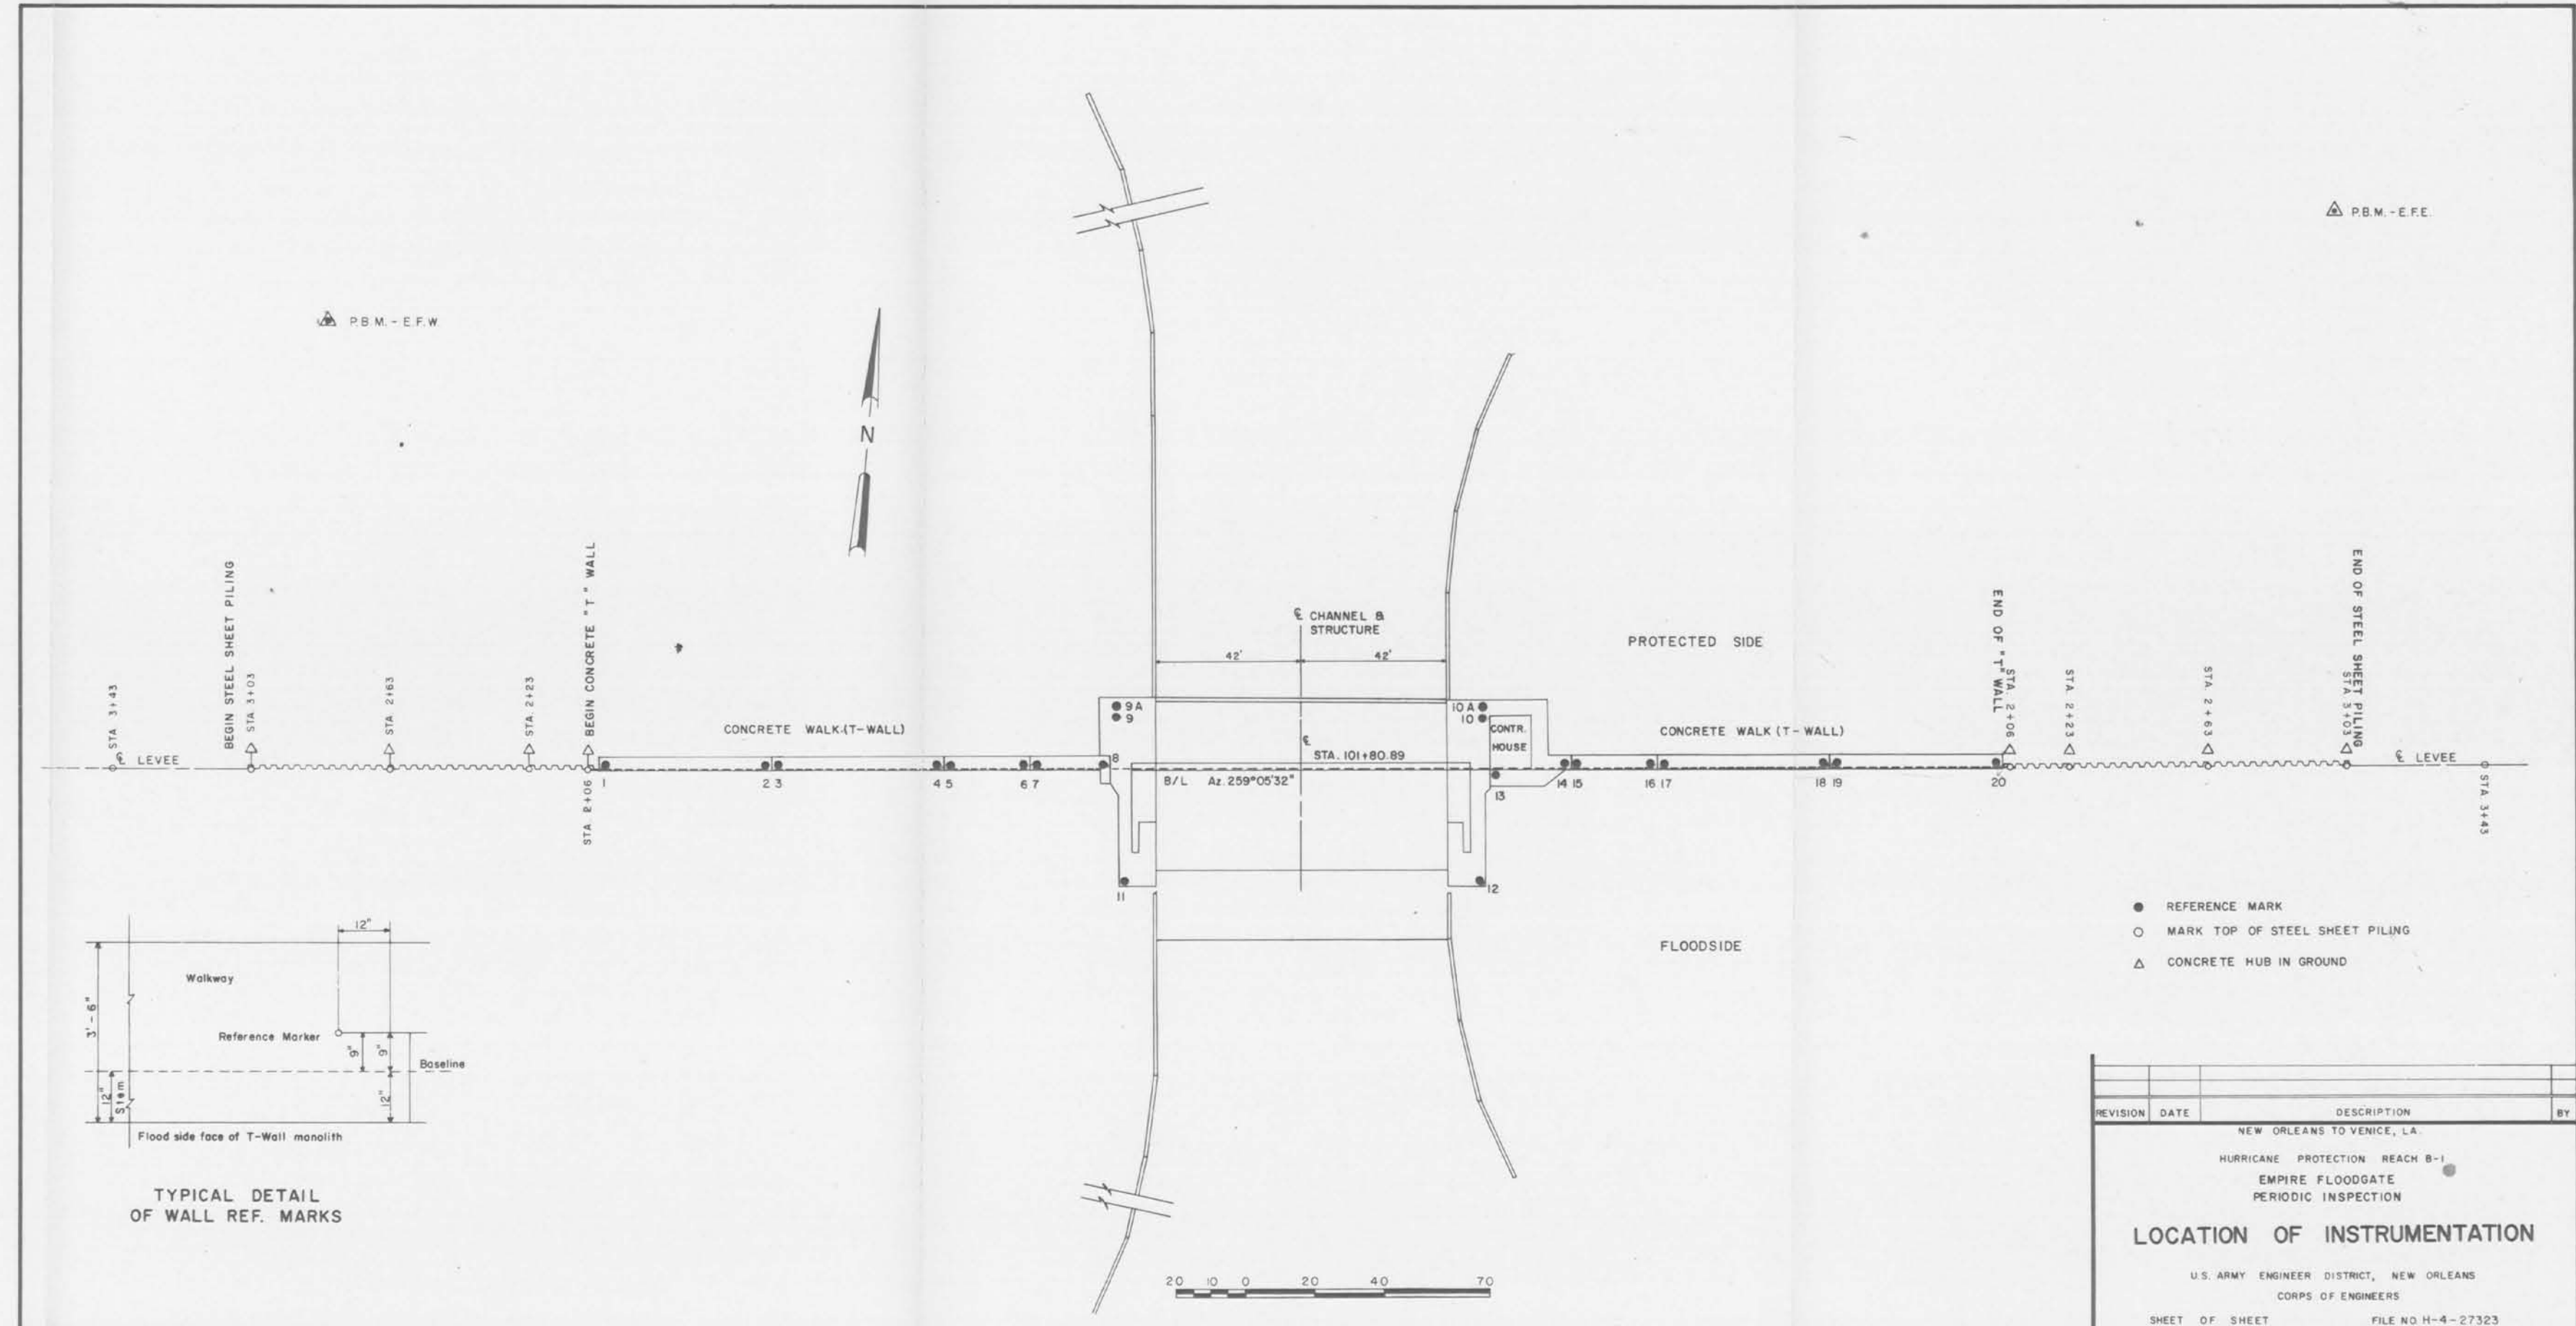 P.B.M.-E.F.E.
P.B.M. - E.F.W.
N
STA. 3+43
℄ LEVEE
BEGIN STEEL SHEET PILING
STA. 3+03
STA. 2+63
STA. 2+23
BEGIN CONCRETE "T" WALL
STA. 2+06
CONCRETE WALK.(T-WALL)
1
2 3
4 5
6 7
8
℄ CHANNEL &
STRUCTURE
42'
42'
9A
9
10A
10
CONTR.
HOUSE
℄
STA. 101+80.89
B/L Az. 259°05'32"
11
12
13
PROTECTED SIDE
CONCRETE WALK (T-WALL)
14 15
16 17
18 19
20
END OF "T" WALL
STA. 2+06
STA. 2+23
STA. 2+63
STA. 3+03
END OF STEEL SHEET PILING
℄ LEVEE
STA. 3+43
FLOODSIDE
REFERENCE MARK
MARK TOP OF STEEL SHEET PILING
CONCRETE HUB IN GROUND
12"
Walkway
3'-6"
Reference Marker
9"
9"
Baseline
12"
Stem
12"
Flood side face of T-Wall monolith
TYPICAL DETAIL
OF WALL REF. MARKS
20 10 0 20 40 70
REVISION DATE DESCRIPTION BY
NEW ORLEANS TO VENICE, LA.
HURRICANE PROTECTION REACH B-1
EMPIRE FLOODGATE
PERIODIC INSPECTION
LOCATION OF INSTRUMENTATION
U.S. ARMY ENGINEER DISTRICT, NEW ORLEANS
CORPS OF ENGINEERS
SHEET OF SHEET FILE NO. H-4-27323